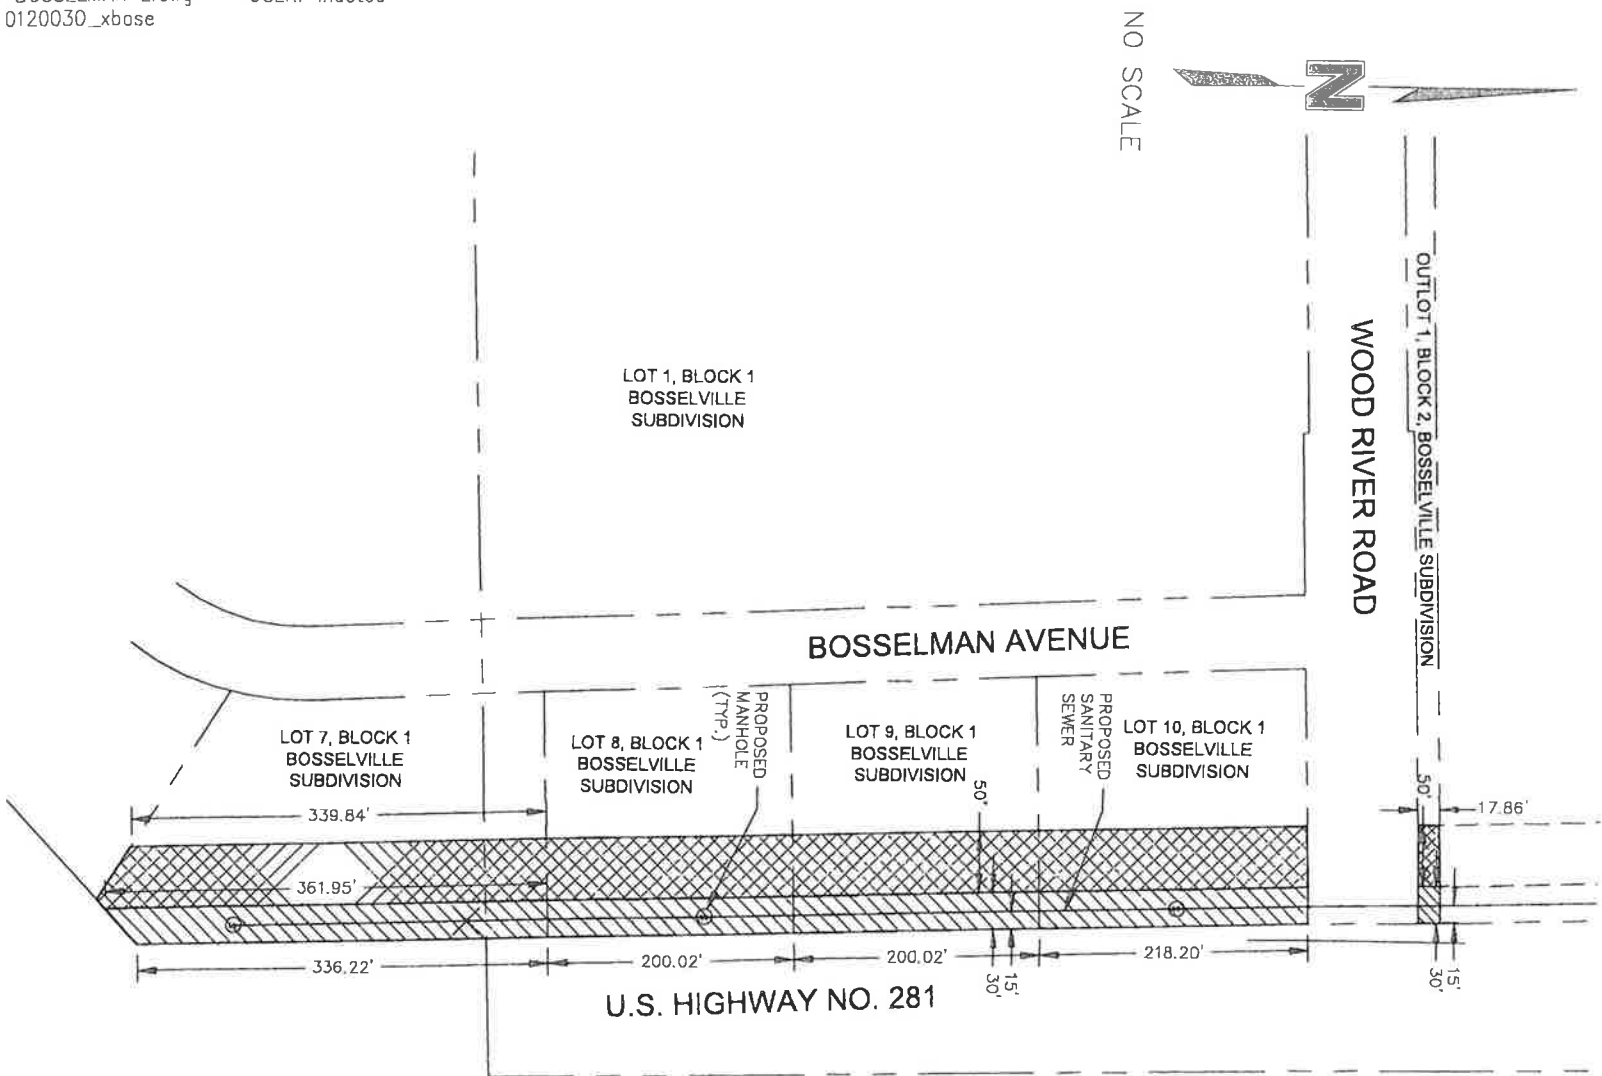 0120030_xbase
NO SCALE
N
LOT 1, BLOCK 1
BOSSELVILLE
SUBDIVISION
WOOD RIVER ROAD
OUTLOT 1, BLOCK 2, BOSSELVILLE SUBDIVISION
BOSSELMAN AVENUE
LOT 7, BLOCK 1
BOSSELVILLE
SUBDIVISION
LOT 8, BLOCK 1
BOSSELVILLE
SUBDIVISION
PROPOSED
MANHOLE
(TYP.)
LOT 9, BLOCK 1
BOSSELVILLE
SUBDIVISION
PROPOSED
SANITARY
SEWER
LOT 10, BLOCK 1
BOSSELVILLE
SUBDIVISION
50'
50'
17.86'
339.84'
361.95'
336.22'
200.02'
200.02'
218.20'
15'
30'
15'
30'
U.S. HIGHWAY NO. 281